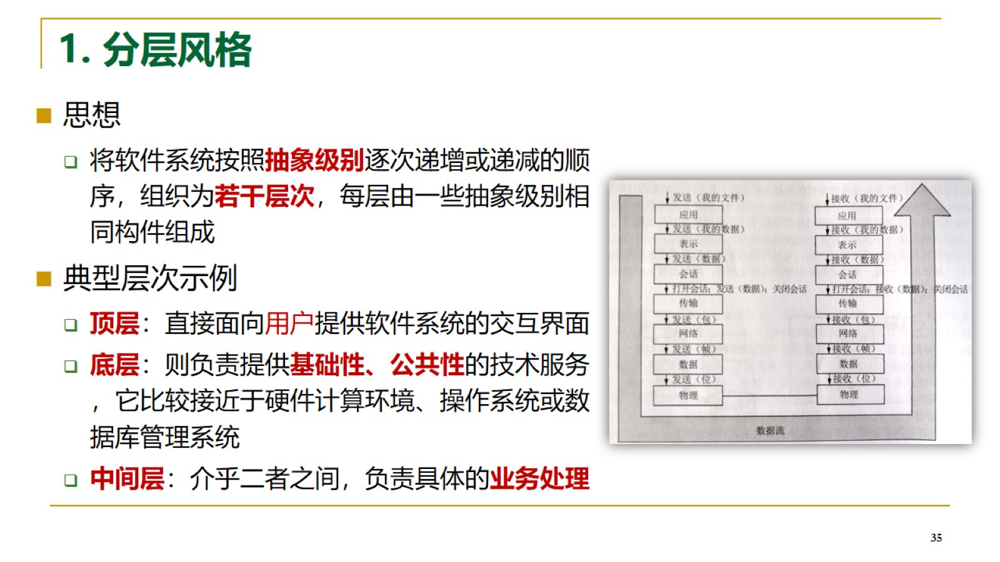 1. 分层风格
思想
将软件系统按照抽象级别逐次递增或递减的顺
序，组织为若干层次，每层由一些抽象级别相
同构件组成
典型层次示例
顶层：直接面向用户提供软件系统的交互界面
底层：则负责提供基础性、公共性的技术服务
，它比较接近于硬件计算环境、操作系统或数
据库管理系统
中间层：介乎二者之间，负责具体的业务处理
发送（我的文件）
应用
发送（我的数据）
表示
发送（数据）
会话
打开会话；发送（数据）；关闭会话
传输
发送（包）
网络
发送（帧）
数据
发送（位）
物理
接收（我的文件）
应用
接收（我的数据）
表示
接收（数据）
会话
打开会话；接收（数据）；关闭会话
传输
接收（包）
网络
接收（帧）
数据
接收（位）
物理
数据流
35